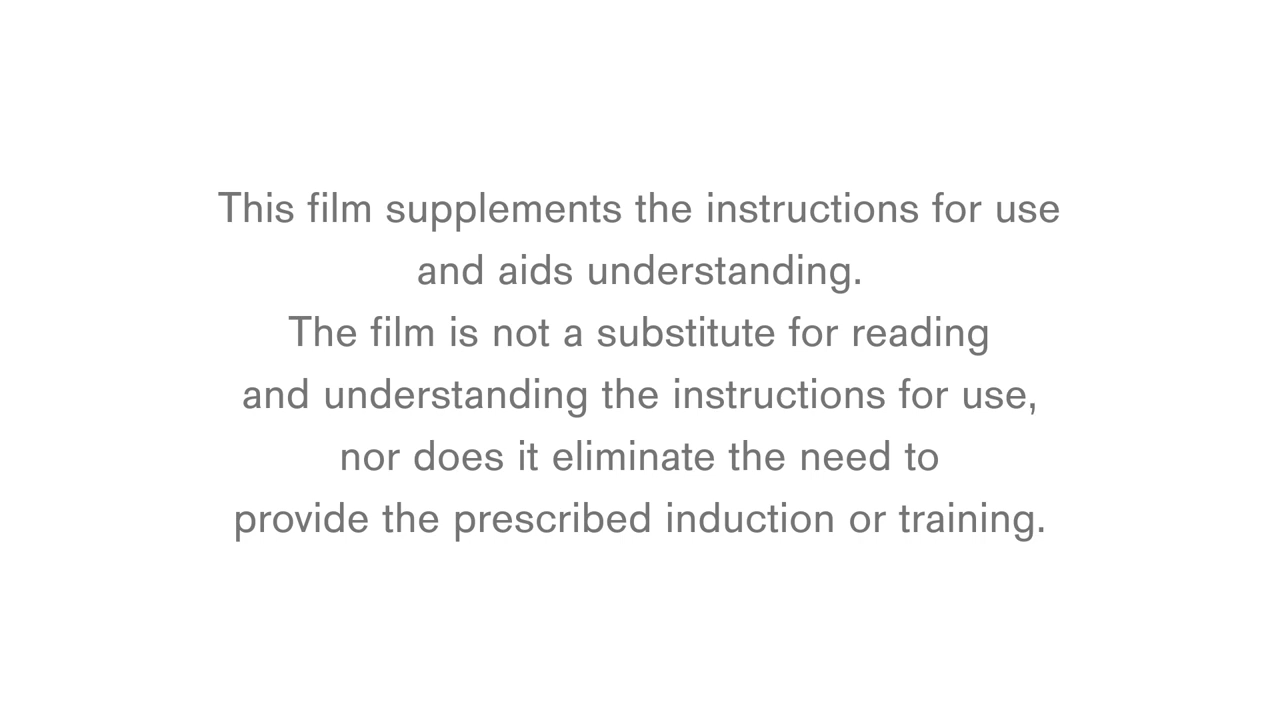 This film supplements the instructions for use
and aids understanding.
The film is not a substitute for reading
and understanding the instructions for use,
nor does it eliminate the need to
provide the prescribed induction or training.